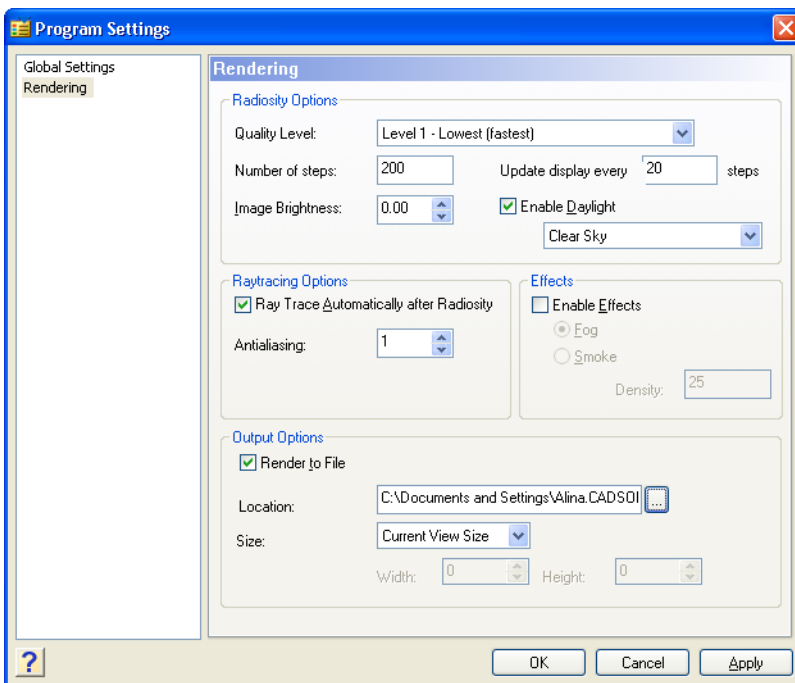 Program Settings
Global Settings
Rendering
Rendering
Radiosity Options
Quality Level: Level 1 - Lowest (fastest)
Number of steps: 200 Update display every 20 steps
Image Brightness: 0.00 Enable Daylight
Clear Sky
Raytracing Options
Ray Trace Automatically after Radiosity
Antialiasing: 1
Effects
Enable Effects
Fog
Smoke
Density: 25
Output Options
Render to File
Location: C:\Documents and Settings\Alina.CADSOI ...
Size: Current View Size
Width: 0 Height: 0
? OK Cancel Apply